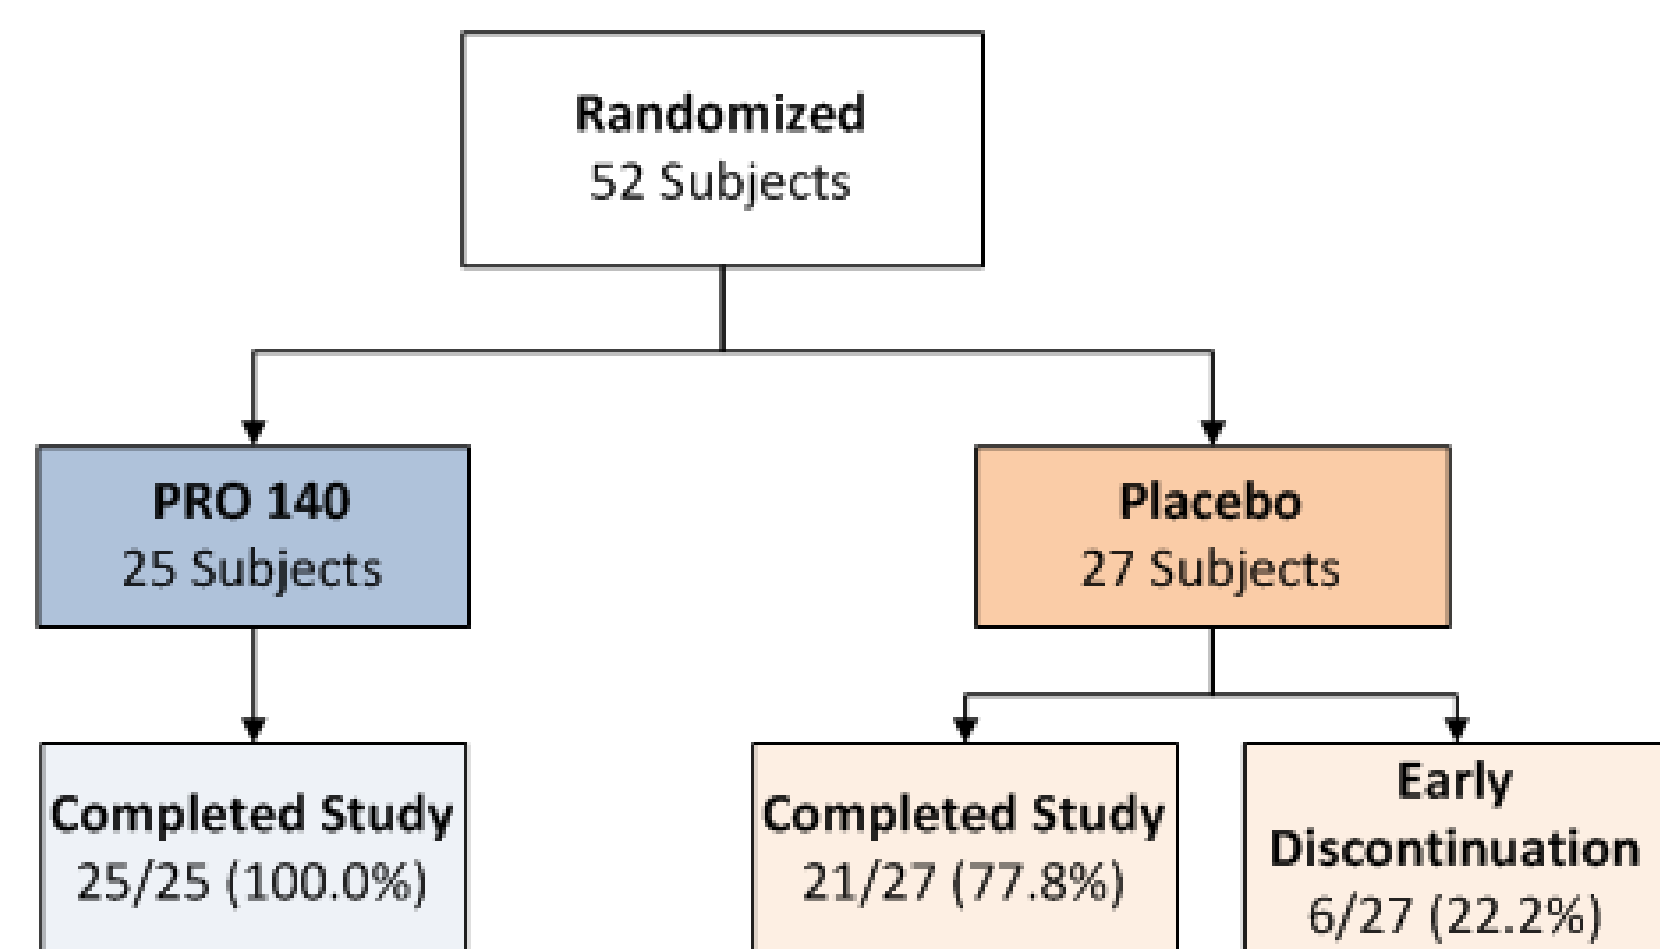 Randomized
52 Subjects
PRO 140
25 Subjects
Placebo
27 Subjects
Completed Study
25/25 (100.0%)
Completed Study
21/27 (77.8%)
Early
Discontinuation
6/27 (22.2%)